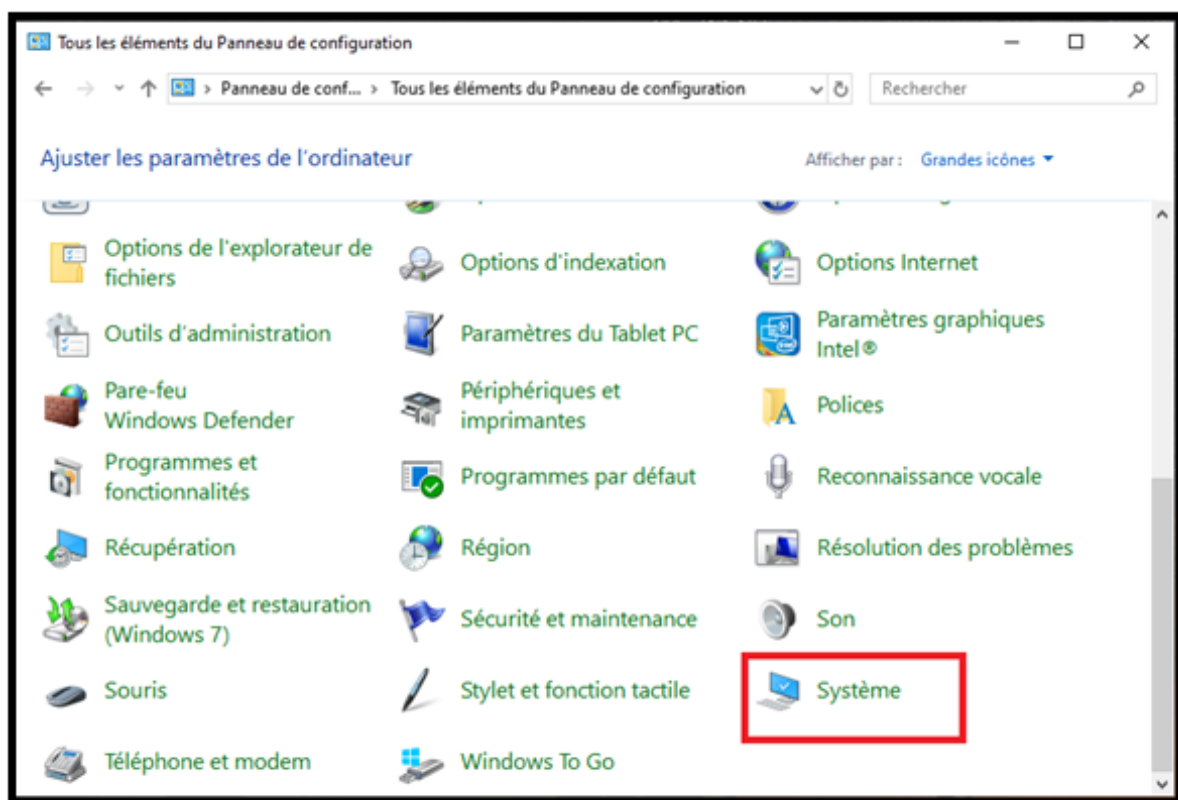 Tous les éléments du Panneau de configuration
Panneau de conf... > Tous les éléments du Panneau de configuration
Rechercher
Ajuster les paramètres de l'ordinateur
Afficher par : Grandes icônes
Options de l'explorateur de
fichiers
Options d'indexation
Options Internet
Outils d'administration
Paramètres du Tablet PC
Paramètres graphiques
Intel®
Pare-feu
Windows Defender
Périphériques et
imprimantes
Polices
Programmes et
fonctionnalités
Programmes par défaut
Reconnaissance vocale
Récupération
Région
Résolution des problèmes
Sauvegarde et restauration
(Windows 7)
Sécurité et maintenance
Son
Souris
Stylet et fonction tactile
Système
Téléphone et modem
Windows To Go